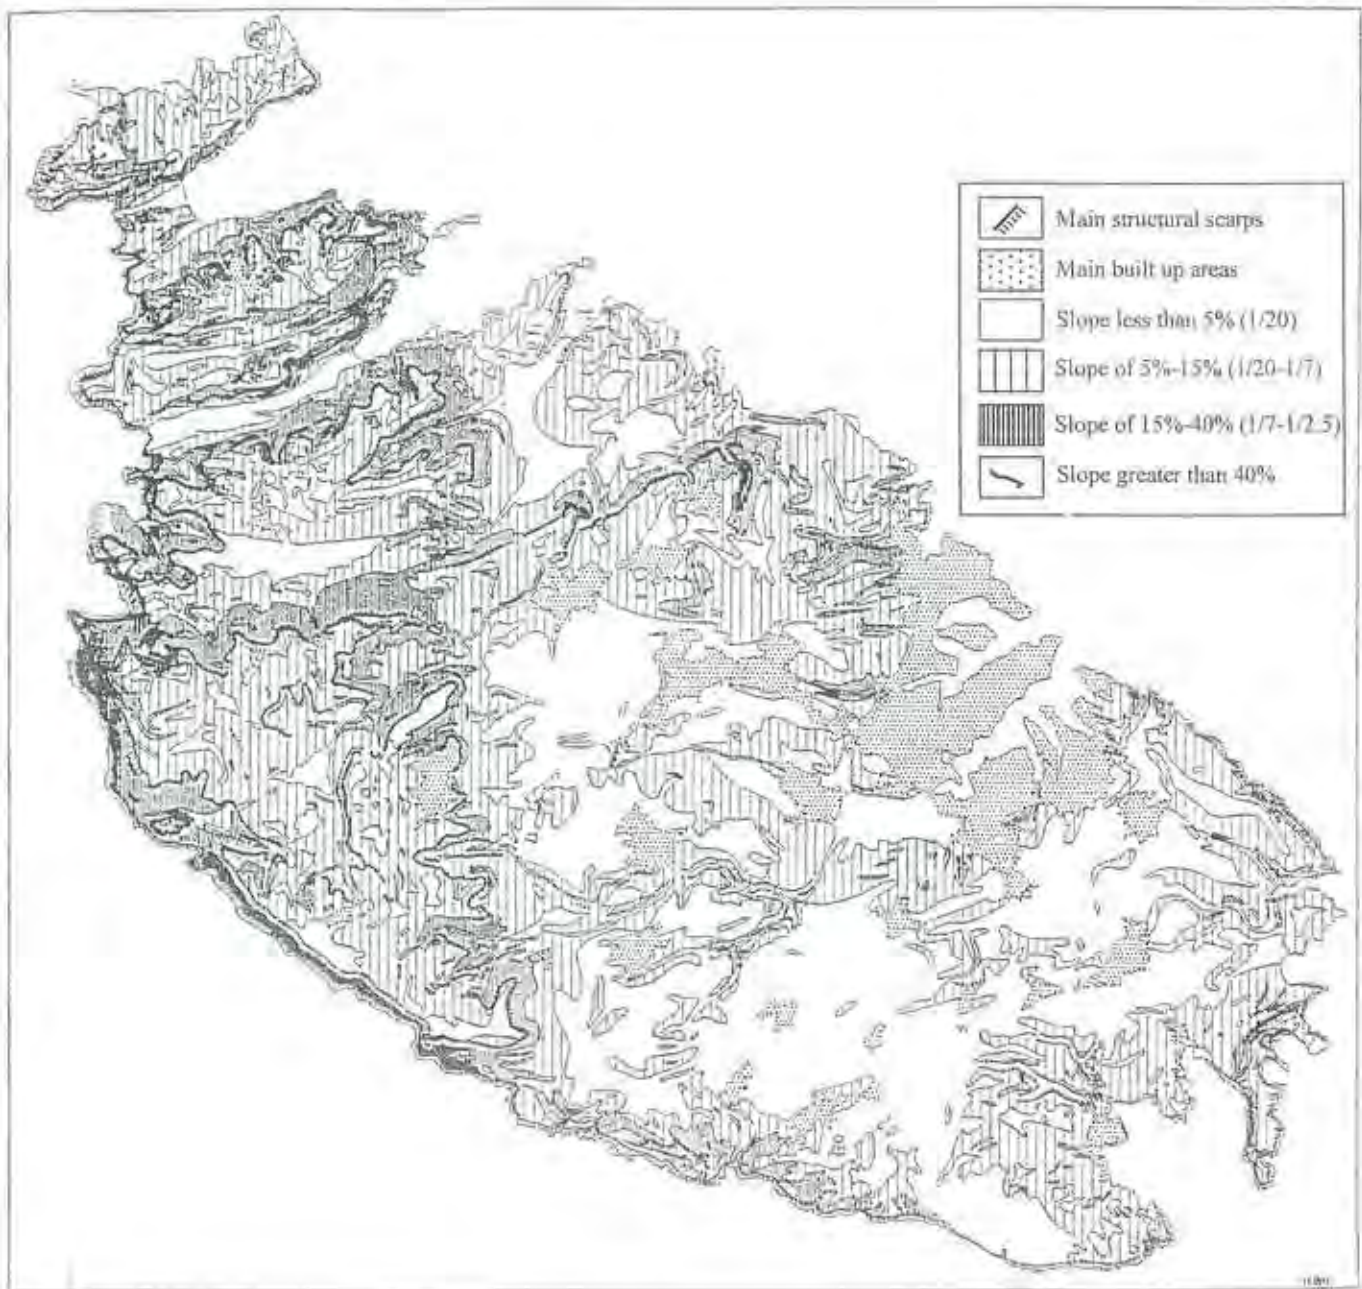 Main structural scarps
Main built up areas
Slope less than 5% (1/20)
Slope of 5%-15% (1/20-1/7)
Slope of 15%-40% (1/7-1/2.5)
Slope greater than 40%